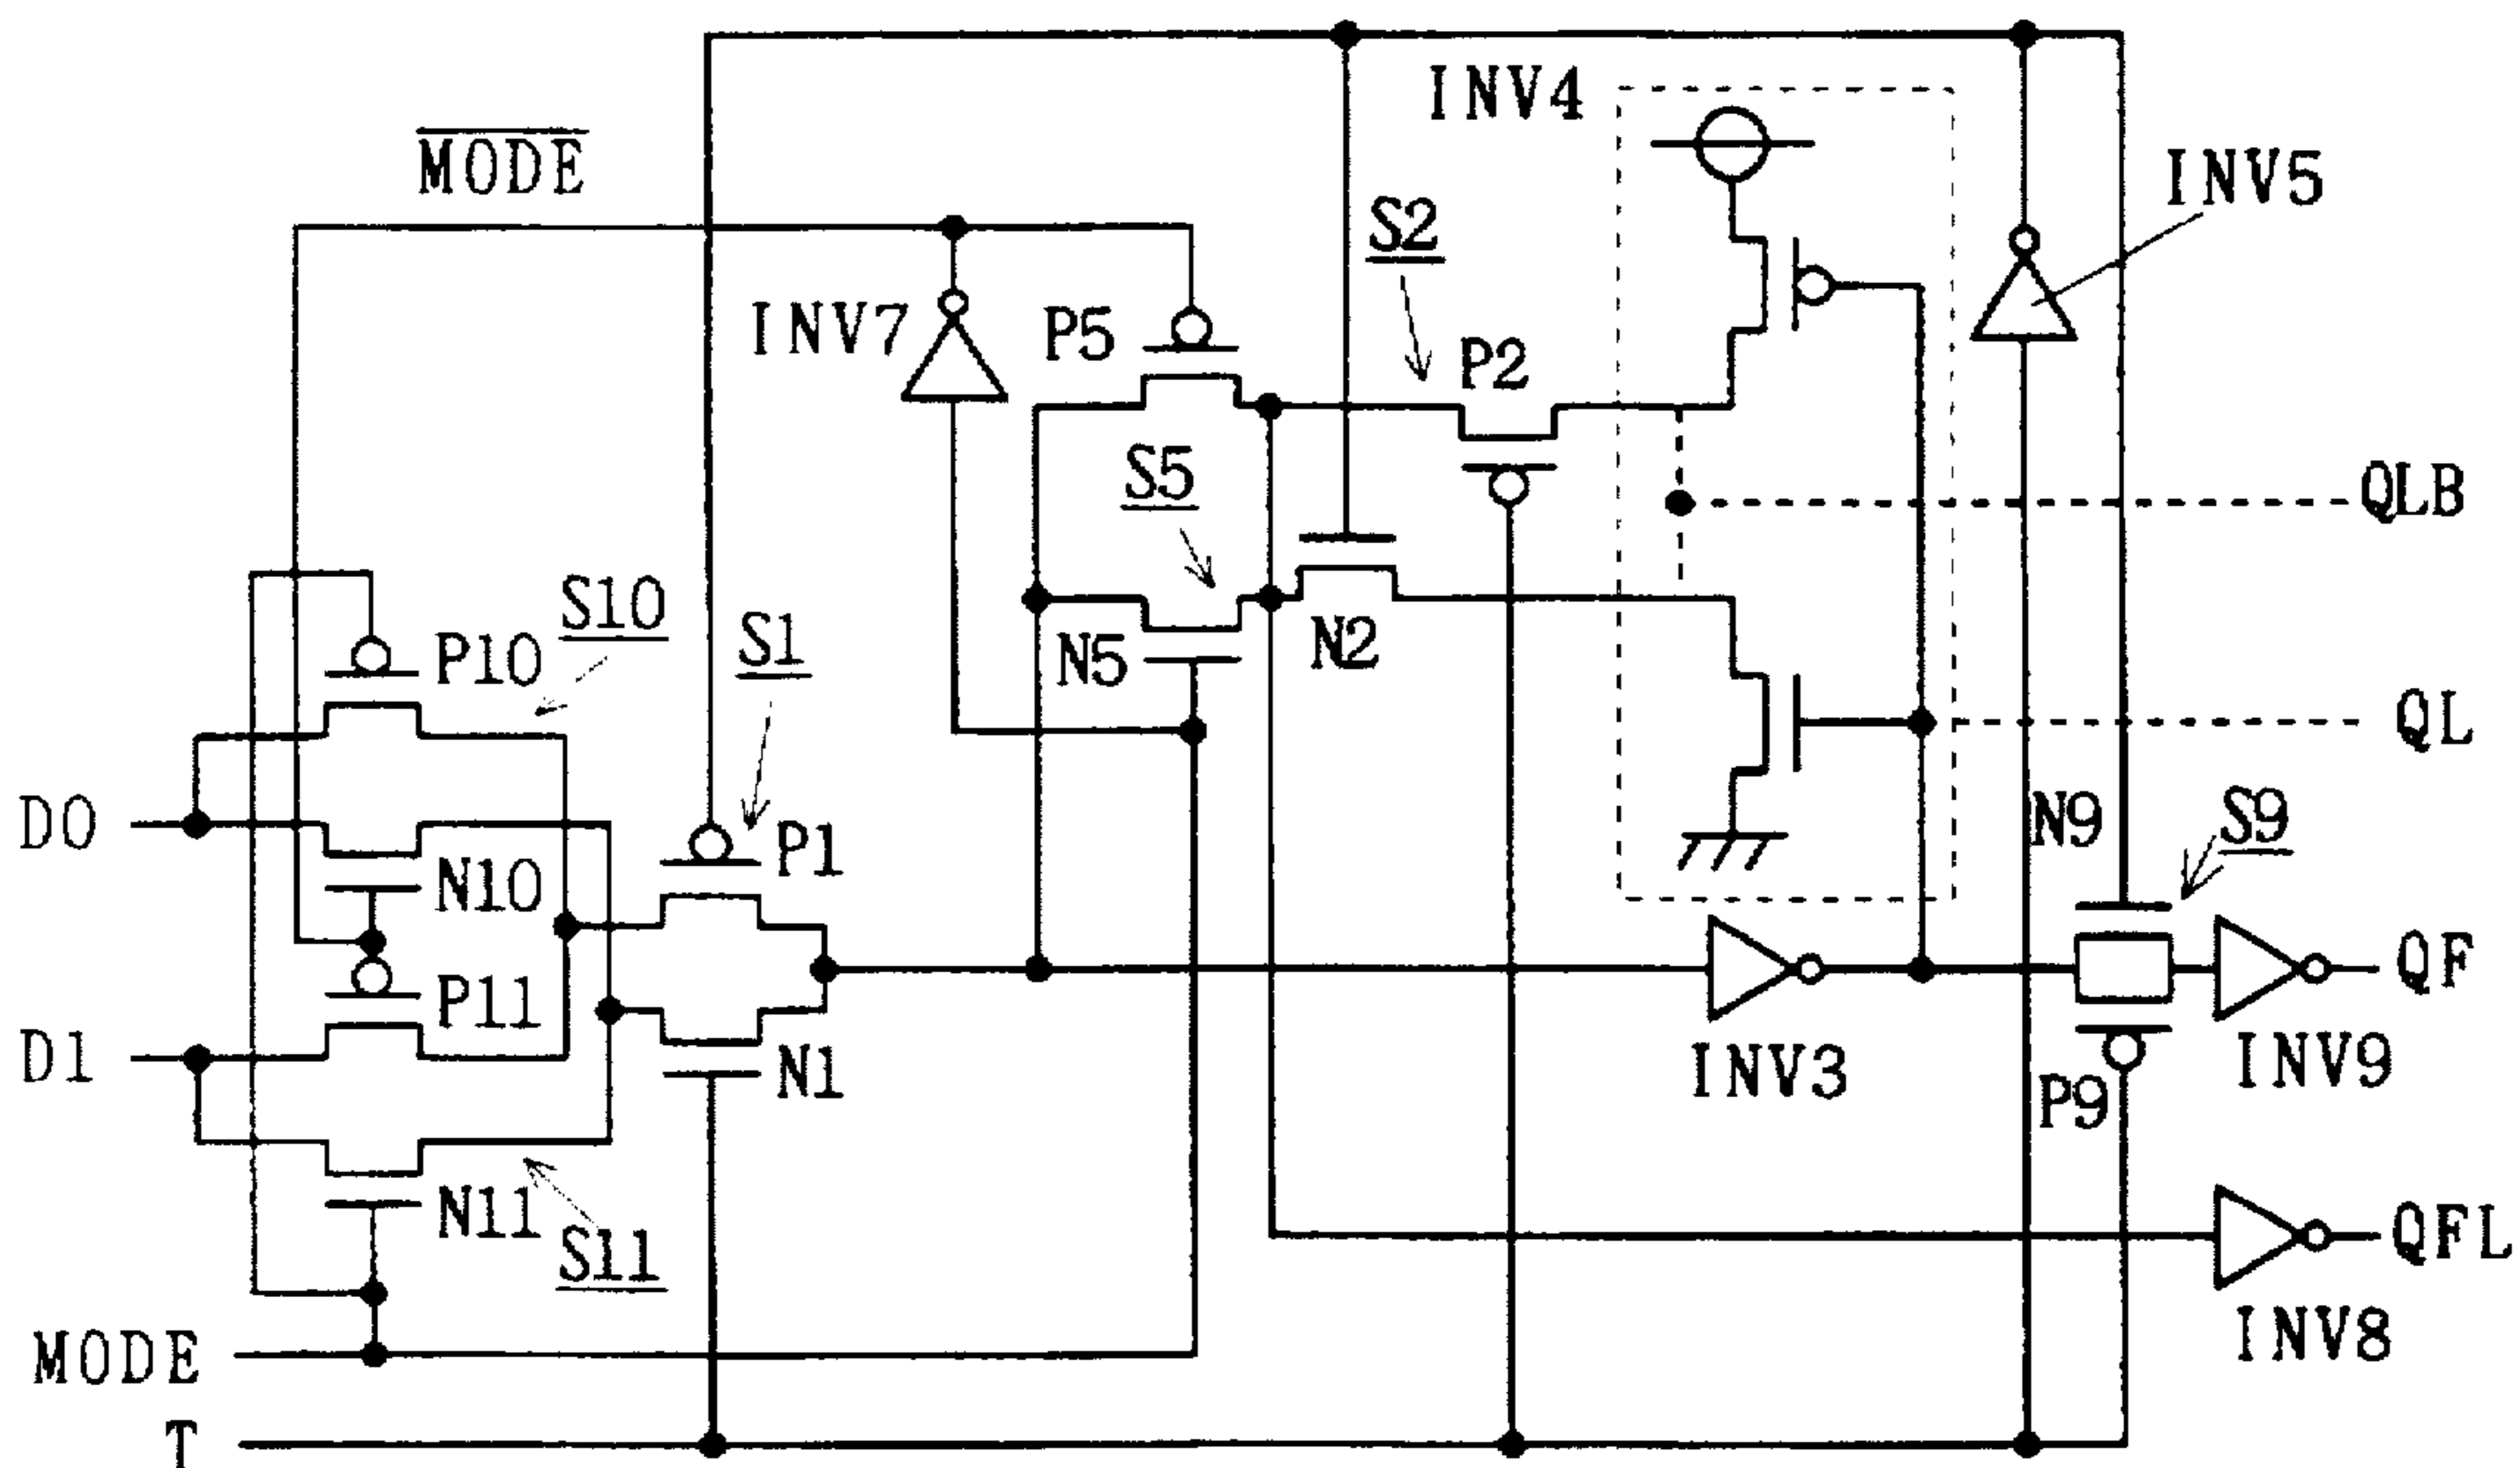 INV4
MODE
INV5
S2
INV7
P5
P2
S5
QLB
S10
S1
P10
N5
N2
QL
D0
N10
P1
N9
S9
P11
QF
D1
N1
INV3
INV9
P9
N11
S11
QFL
MODE
INV8
T